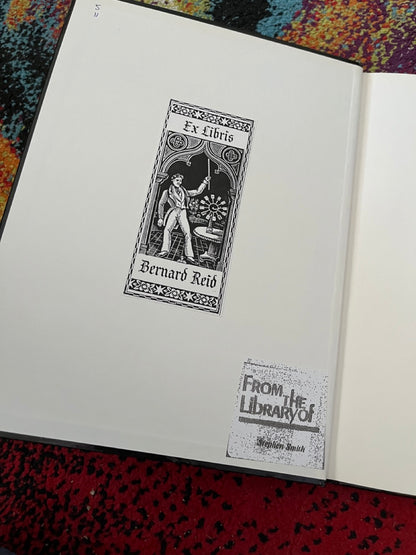 S
U
Ex Libris
Bernard Reid
FROM THE
LIBRARY of
Stephen Smith